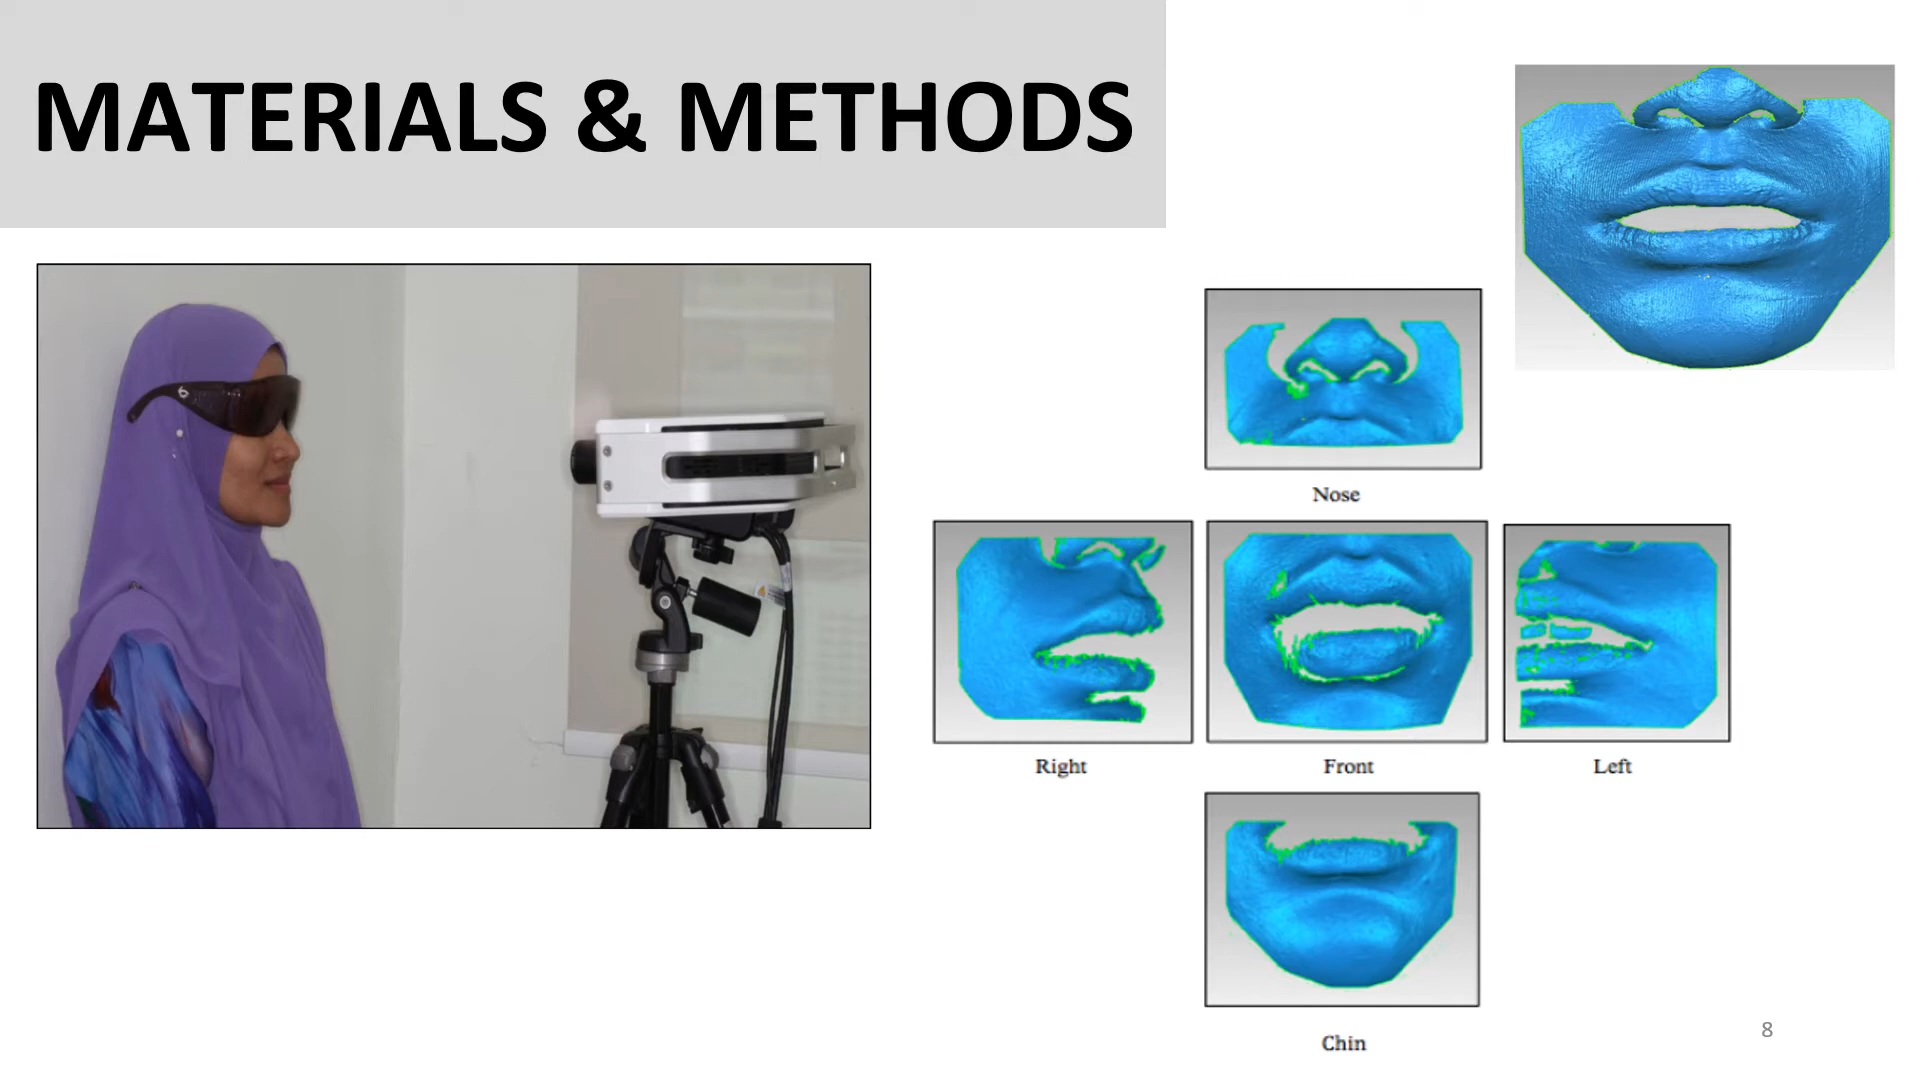 MATERIALS & METHODS
Nose
Right
Front
Left
Chin
8